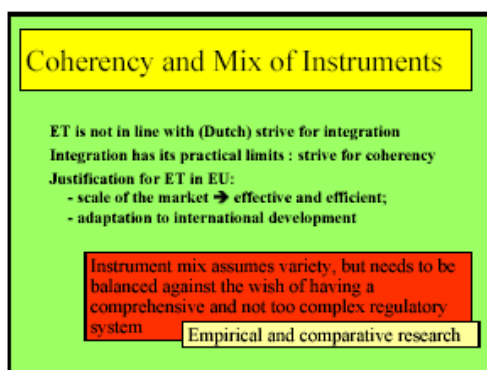 Coherency and Mix of Instruments
ET is not in line with (Dutch) strive for integration
Integration has its practical limits : strive for coherency
Justification for ET in EU:
- scale of the market ➔ effective and efficient;
- adaptation to international development
Instrument mix assumes variety, but needs to be
balanced against the wish of having a
comprehensive and not too complex regulatory
system
Empirical and comparative research